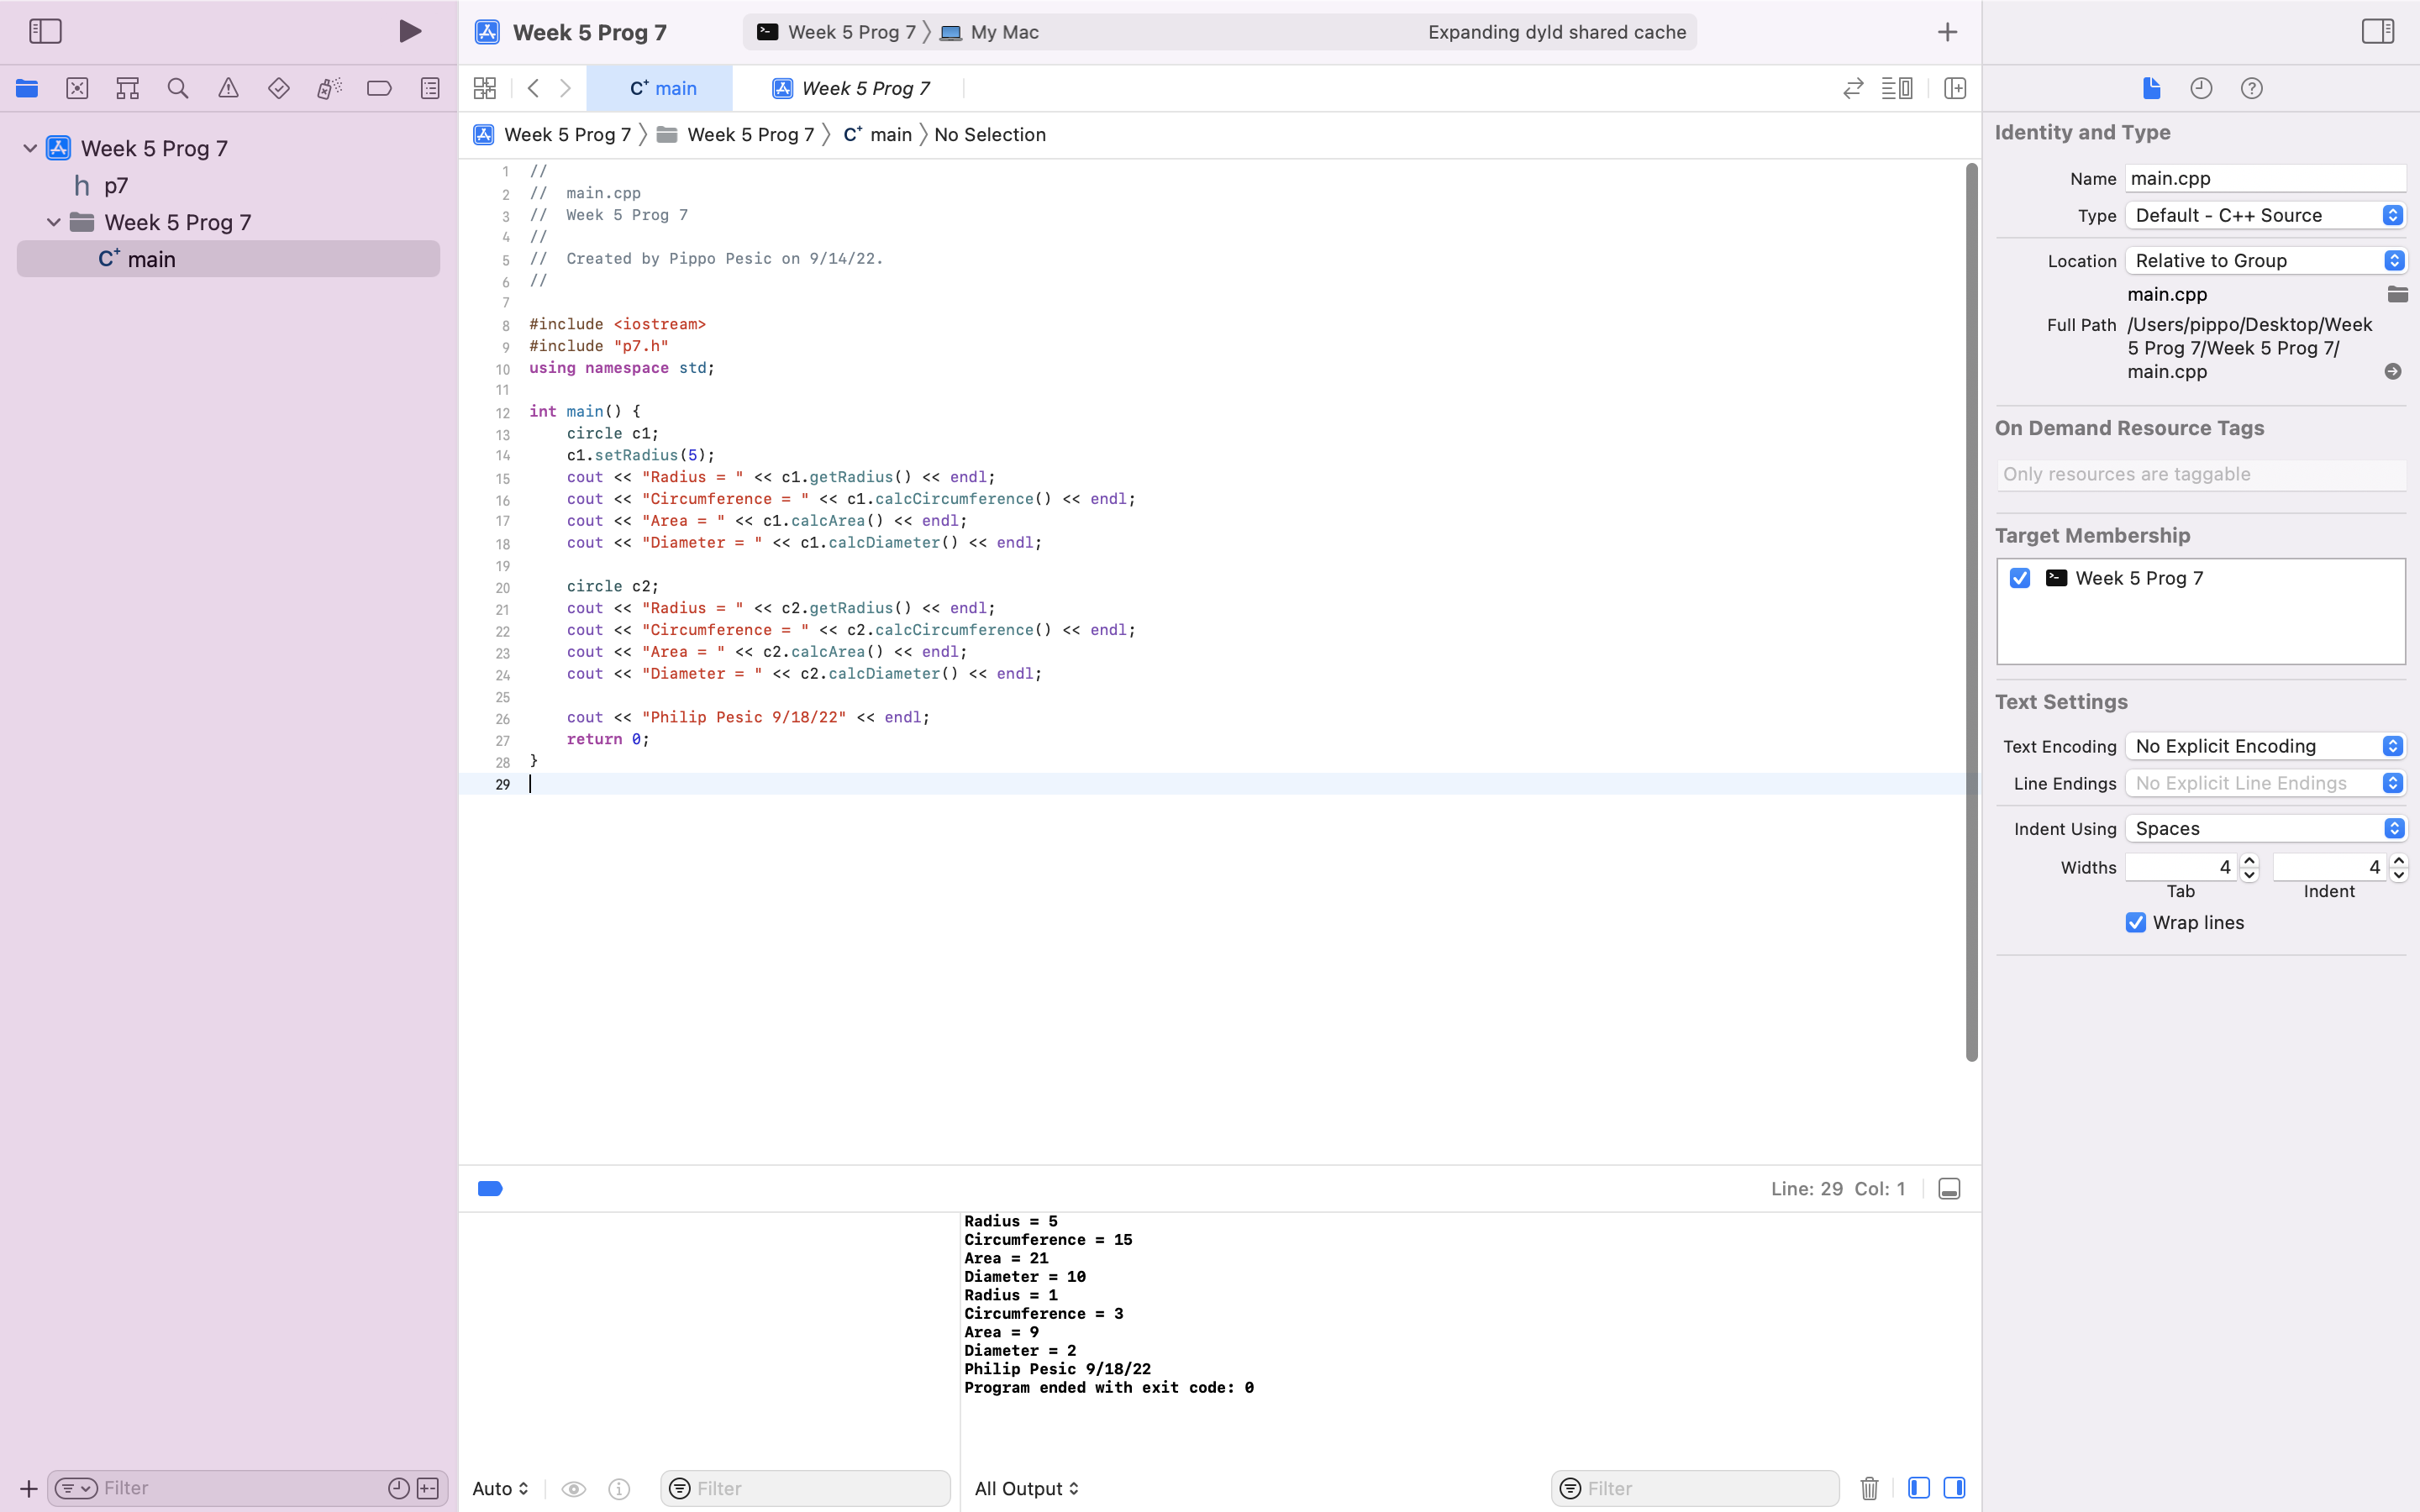 Week 5 Prog 7
Week 5 Prog 7 〉 My Mac
Expanding dyld shared cache
C+ main
Week 5 Prog 7
Week 5 Prog 7 〉 Week 5 Prog 7 〉 C+ main 〉 No Selection
Week 5 Prog 7
h p7
Week 5 Prog 7
C+ main
1 //
2 //  main.cpp
3 //  Week 5 Prog 7
4 //
5 //  Created by Pippo Pesic on 9/14/22.
6 //
7
8 #include <iostream>
9 #include "p7.h"
10 using namespace std;
11
12 int main() {
13     circle c1;
14     c1.setRadius(5);
15     cout << "Radius = " << c1.getRadius() << endl;
16     cout << "Circumference = " << c1.calcCircumference() << endl;
17     cout << "Area = " << c1.calcArea() << endl;
18     cout << "Diameter = " << c1.calcDiameter() << endl;
19
20     circle c2;
21     cout << "Radius = " << c2.getRadius() << endl;
22     cout << "Circumference = " << c2.calcCircumference() << endl;
23     cout << "Area = " << c2.calcArea() << endl;
24     cout << "Diameter = " << c2.calcDiameter() << endl;
25
26     cout << "Philip Pesic 9/18/22" << endl;
27     return 0;
28 }
29
Line: 29 Col: 1
Radius = 5
Circumference = 15
Area = 21
Diameter = 10
Radius = 1
Circumference = 3
Area = 9
Diameter = 2
Philip Pesic 9/18/22
Program ended with exit code: 0
Filter
Auto
Filter
All Output
Filter
Identity and Type
Name main.cpp
Type Default - C++ Source
Location Relative to Group
main.cpp
Full Path /Users/pippo/Desktop/Week
5 Prog 7/Week 5 Prog 7/
main.cpp
On Demand Resource Tags
Only resources are taggable
Target Membership
Week 5 Prog 7
Text Settings
Text Encoding No Explicit Encoding
Line Endings No Explicit Line Endings
Indent Using Spaces
Widths 4 4
Tab Indent
Wrap lines